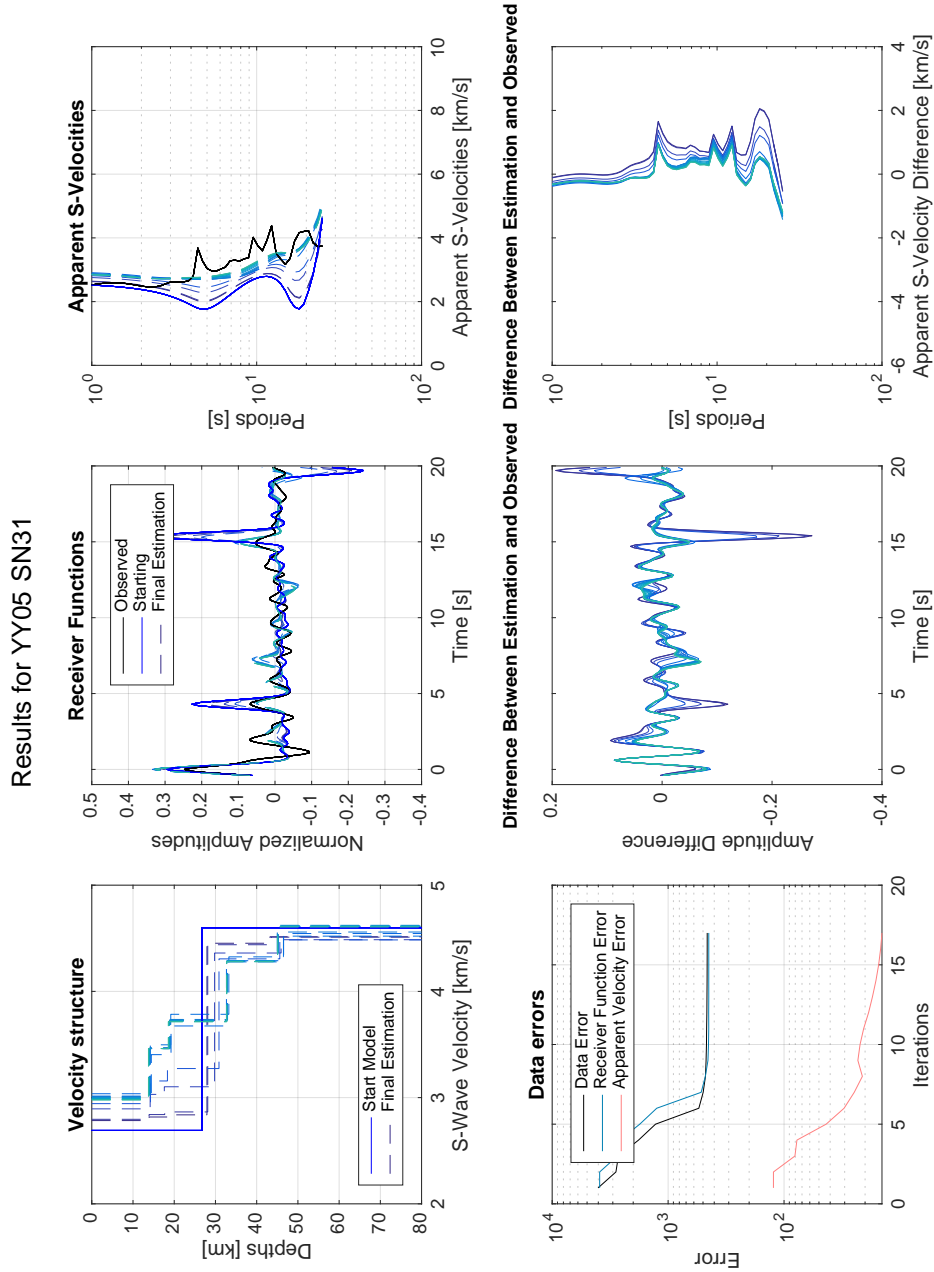 Results for YY05 SN31
Velocity structure
0
10
20
30
40
50
60
70
80
Depths [km]
2
3
4
5
S-Wave Velocity [km/s]
Start Model
Final Estimation
Receiver Functions
0.5
0.4
0.3
0.2
0.1
0
-0.1
-0.2
-0.3
-0.4
Normalized Amplitudes
0
5
10
15
20
Time [s]
Observed
Starting
Final Estimation
Apparent S-Velocities
10^0
10^1
10^2
Periods [s]
0
2
4
6
8
10
Apparent S-Velocities [km/s]
Data errors
10^4
10^3
10^2
Error
0
5
10
15
20
Iterations
Data Error
Receiver Function Error
Apparent Velocity Error
Difference Between Estimation and Observed
0.2
0
-0.2
-0.4
Amplitude Difference
0
5
10
15
20
Time [s]
Difference Between Estimation and Observed
10^0
10^1
10^2
Periods [s]
-6
-4
-2
0
2
4
Apparent S-Velocity Difference [km/s]